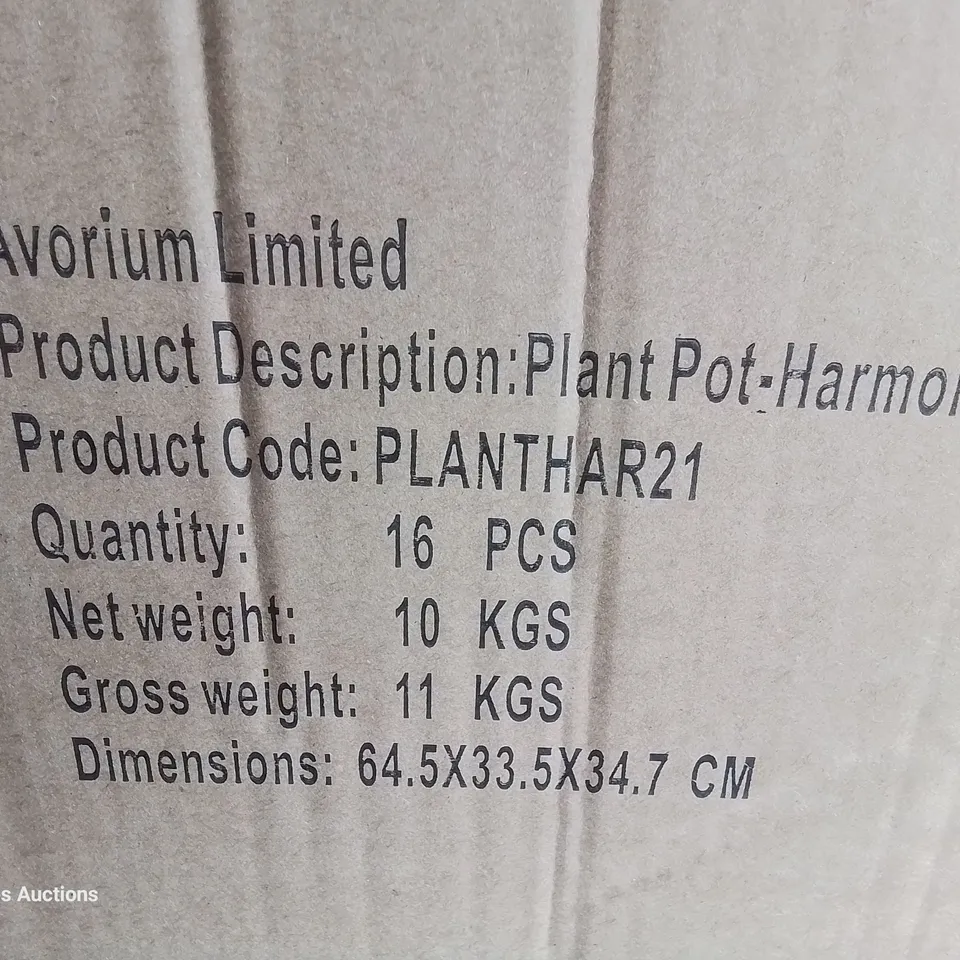 Avorium Limited
Product Description:Plant Pot-Harmo
Product Code: PLANTHAR21
Quantity: 16 PCS
Net weight: 10 KGS
Gross weight: 11 KGS
Dimensions: 64.5X33.5X34.7 CM
s Auctions